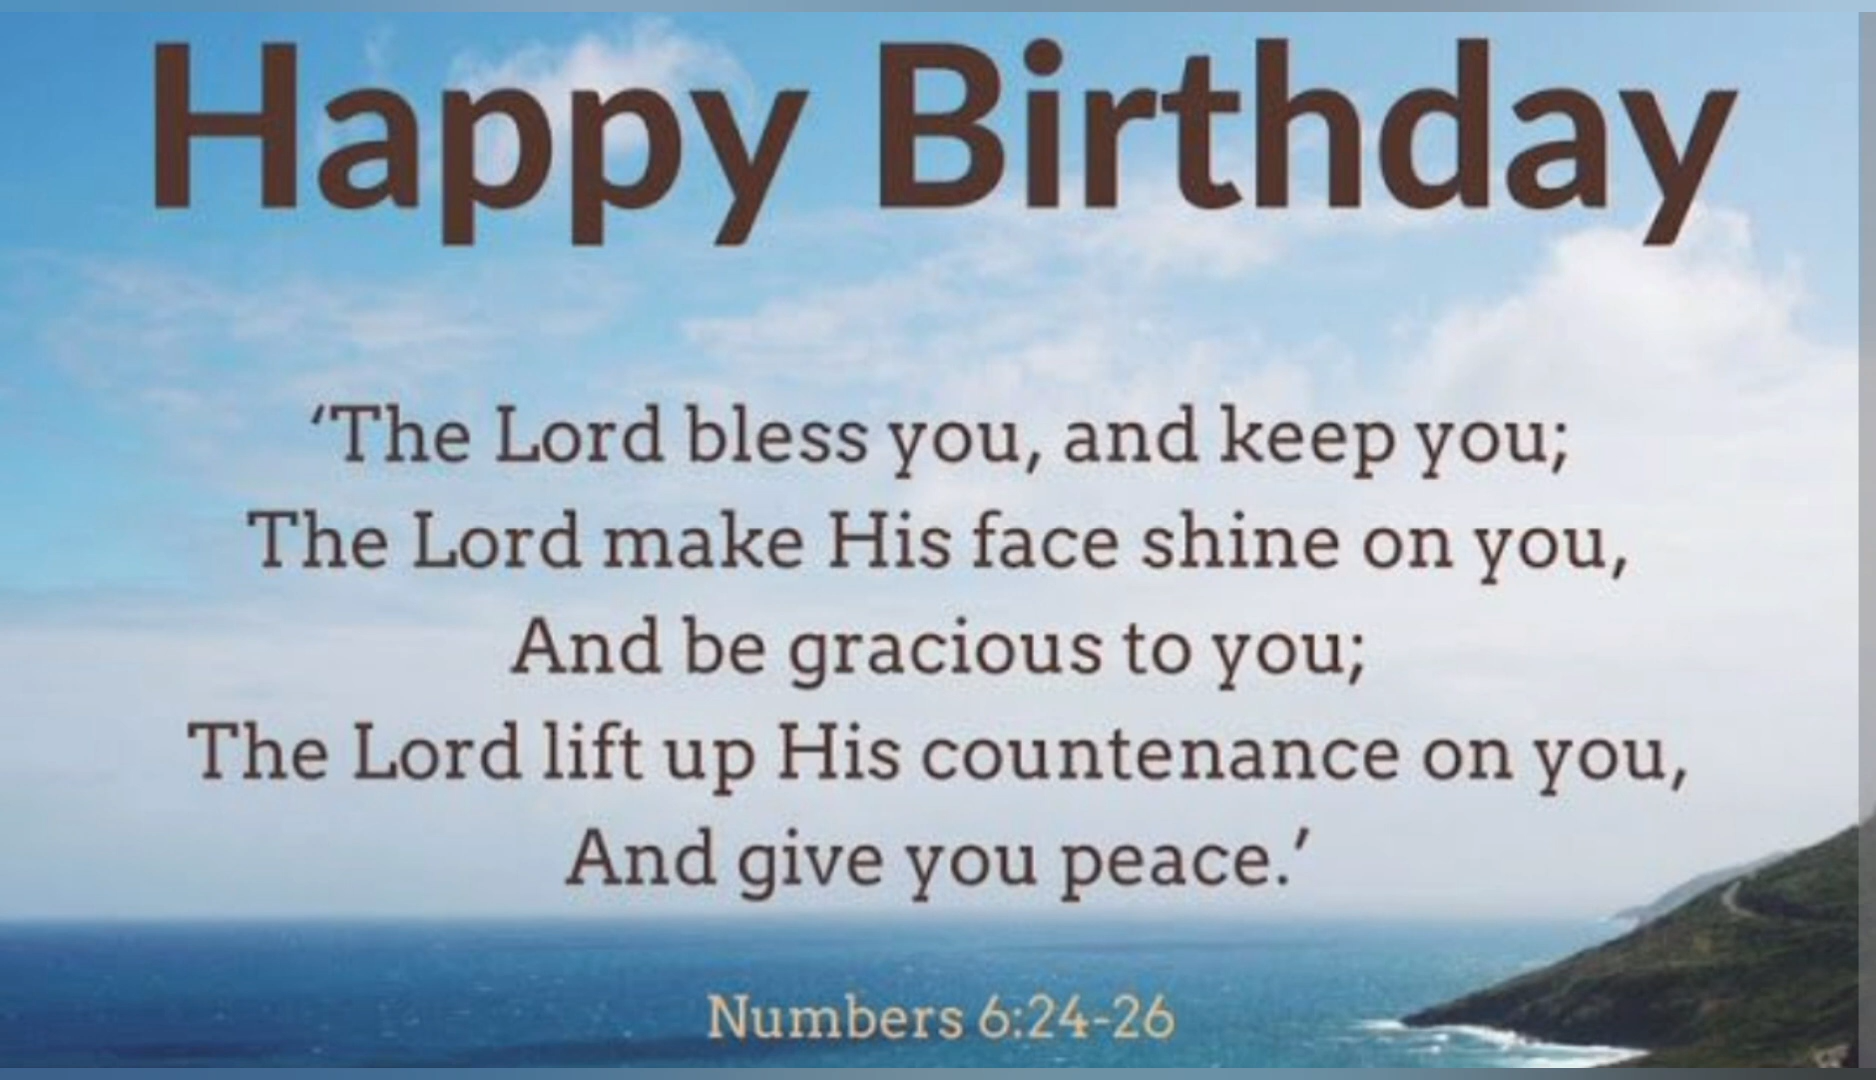 Happy Birthday
‘The Lord bless you, and keep you;
The Lord make His face shine on you,
And be gracious to you;
The Lord lift up His countenance on you,
And give you peace.’
Numbers 6:24-26